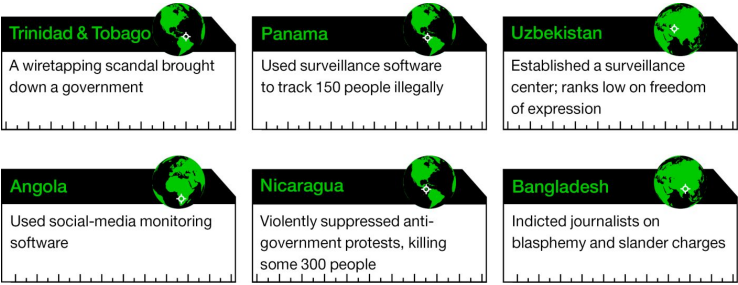 Trinidad & Tobago
A wiretapping scandal brought
down a government
Panama
Used surveillance software
to track 150 people illegally
Uzbekistan
Established a surveillance
center; ranks low on freedom
of expression
Angola
Used social-media monitoring
software
Nicaragua
Violently suppressed anti-
government protests, killing
some 300 people
Bangladesh
Indicted journalists on
blasphemy and slander charges